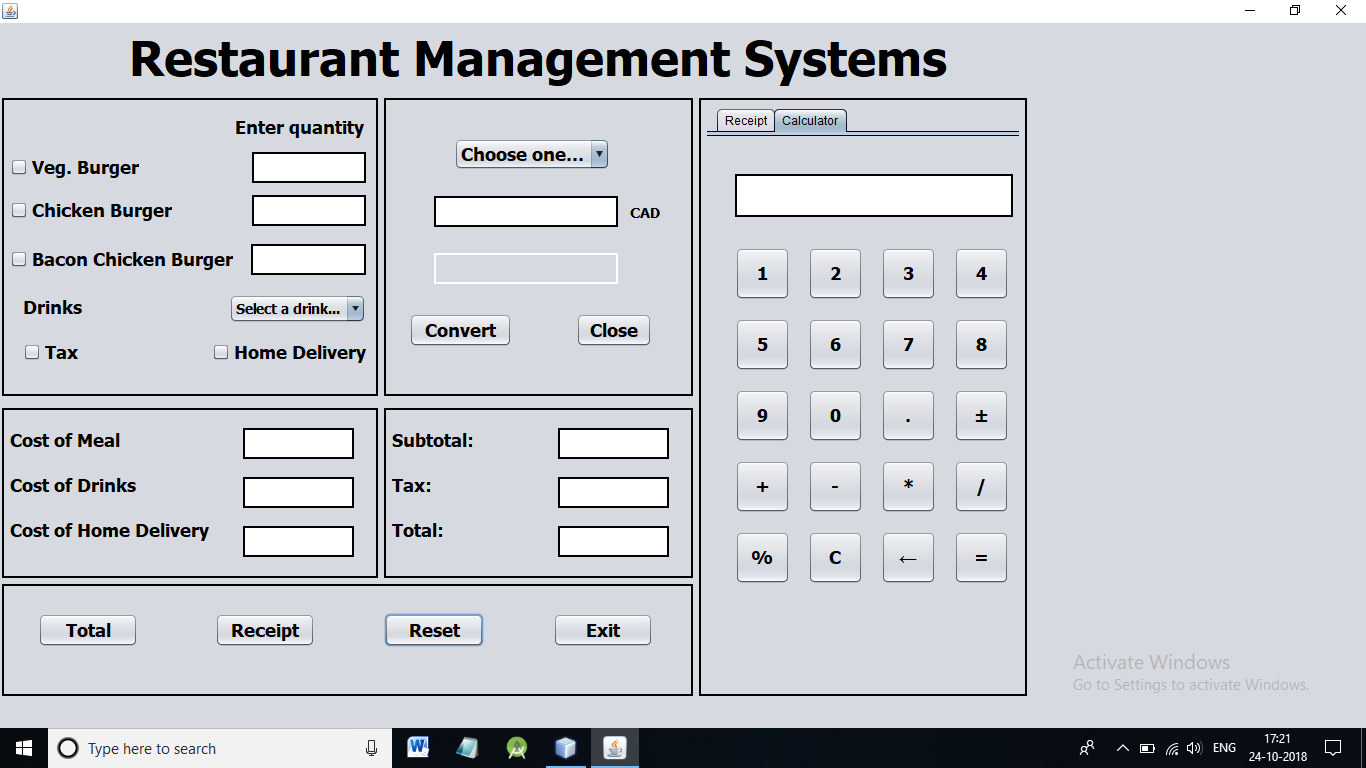 Restaurant Management Systems
Enter quantity
Veg. Burger
Chicken Burger
Bacon Chicken Burger
Drinks
Select a drink...
Tax
Home Delivery
Choose one...
CAD
Convert
Close
Receipt
Calculator
1
2
3
4
5
6
7
8
9
0
.
±
+
-
*
/
%
C
←
=
Cost of Meal
Cost of Drinks
Cost of Home Delivery
Subtotal:
Tax:
Total:
Total
Receipt
Reset
Exit
Activate Windows
Go to Settings to activate Windows.
Type here to search
W
ENG
17:21
24-10-2018